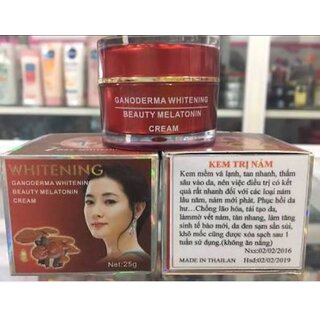 GANODERMA WHITENING
BEAUTY MELATONIN
CREAM
WHITENING
GANODERMA WHITENING
BEAUTY MELATONIN
CREAM
Net:25g
KEM TRỊ NÁM
Kem mềm và lạnh, tan nhanh, thấm
sâu vào da, nên việc điều trị có kết
quả rất nhanh đối với các loại nám
lâu năm, nám mới phát, Phục hồi da
hư... Chống lão hóa, tái tạo da,
làmmờ vết nám, tàn nhang, làm tăng
sinh tế bào mới, da đen sạm sần sùi,
khô mốc cũng được xóa sạch sau 1
tuần sử dụng.(không ăn nắng)
Nxs:02/02/2016
MADE IN THAILAN Hsd:02/02/2019